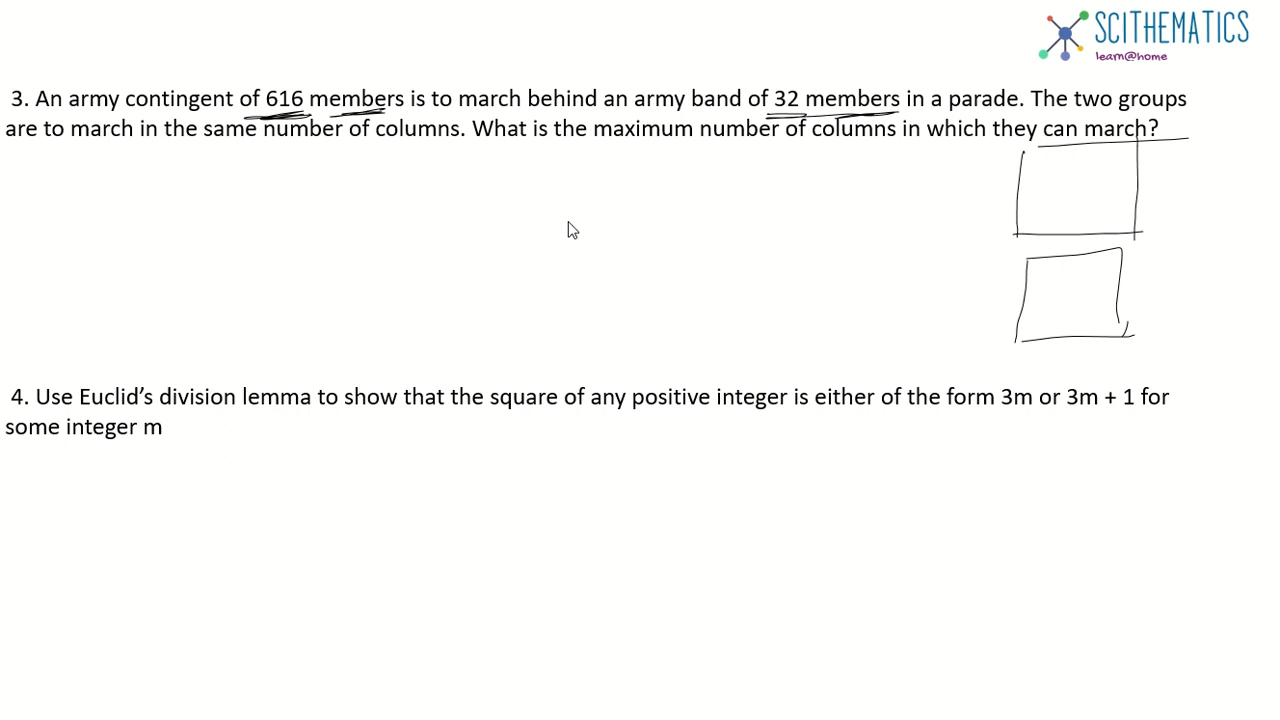 SCITHEMATICS
learn@home
3. An army contingent of 616 members is to march behind an army band of 32 members in a parade. The two groups
are to march in the same number of columns. What is the maximum number of columns in which they can march?
4. Use Euclid’s division lemma to show that the square of any positive integer is either of the form 3m or 3m + 1 for
some integer m